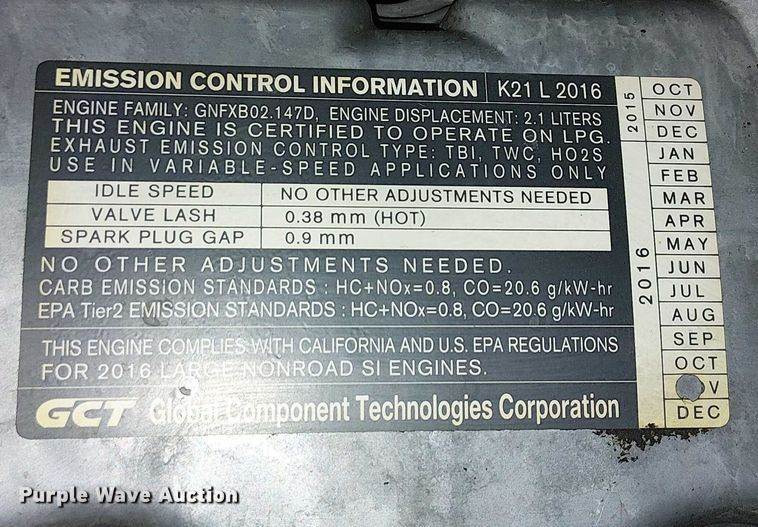 EMISSION CONTROL INFORMATION K21 L 2016
ENGINE FAMILY: GNFXB02.147D, ENGINE DISPLACEMENT: 2.1 LITERS
THIS ENGINE IS CERTIFIED TO OPERATE ON LPG.
EXHAUST EMISSION CONTROL TYPE: TBI, TWC, HO2S
USE IN VARIABLE-SPEED APPLICATIONS ONLY
IDLE SPEED NO OTHER ADJUSTMENTS NEEDED
VALVE LASH 0.38 mm (HOT)
SPARK PLUG GAP 0.9 mm
NO OTHER ADJUSTMENTS NEEDED.
CARB EMISSION STANDARDS : HC+NOx=0.8, CO=20.6 g/kW-hr
EPA Tier2 EMISSION STANDARDS : HC+NOx=0.8, CO=20.6 g/kW-hr
THIS ENGINE COMPLIES WITH CALIFORNIA AND U.S. EPA REGULATIONS
FOR 2016 LARGE NONROAD SI ENGINES.
GCT Global Component Technologies Corporation
2015
OCT
NOV
DEC
2016
JAN
FEB
MAR
APR
MAY
JUN
JUL
AUG
SEP
OCT
DEC
Purple Wave Auction